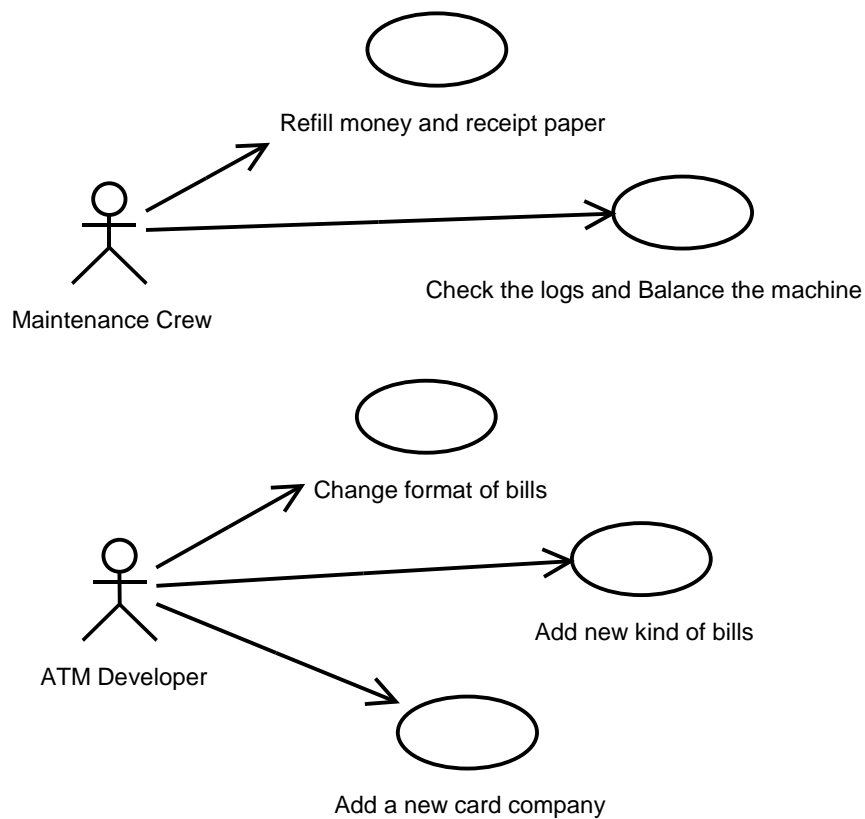 Refill money and receipt paper
Check the logs and Balance the machine
Maintenance Crew
Change format of bills
Add new kind of bills
ATM Developer
Add a new card company